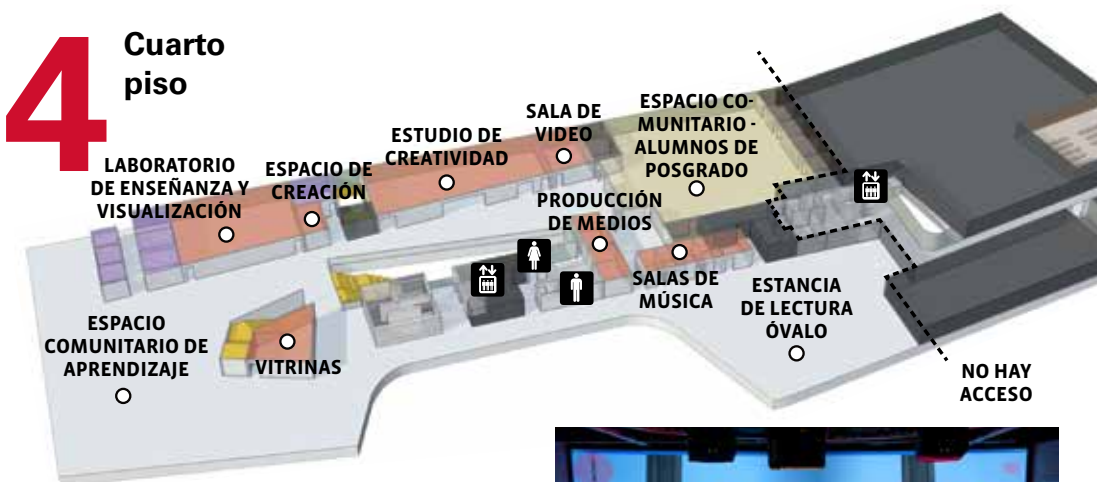 4
Cuarto
piso
LABORATORIO
DE ENSEÑANZA Y
VISUALIZACIÓN
ESPACIO DE
CREACIÓN
ESTUDIO DE
CREATIVIDAD
SALA DE
VIDEO
ESPACIO CO-
MUNITARIO -
ALUMNOS DE
POSGRADO
PRODUCCIÓN
DE MEDIOS
SALAS DE
MÚSICA
ESTANCIA
DE LECTURA
ÓVALO
ESPACIO
COMUNITARIO DE
APRENDIZAJE
VITRINAS
NO HAY
ACCESO